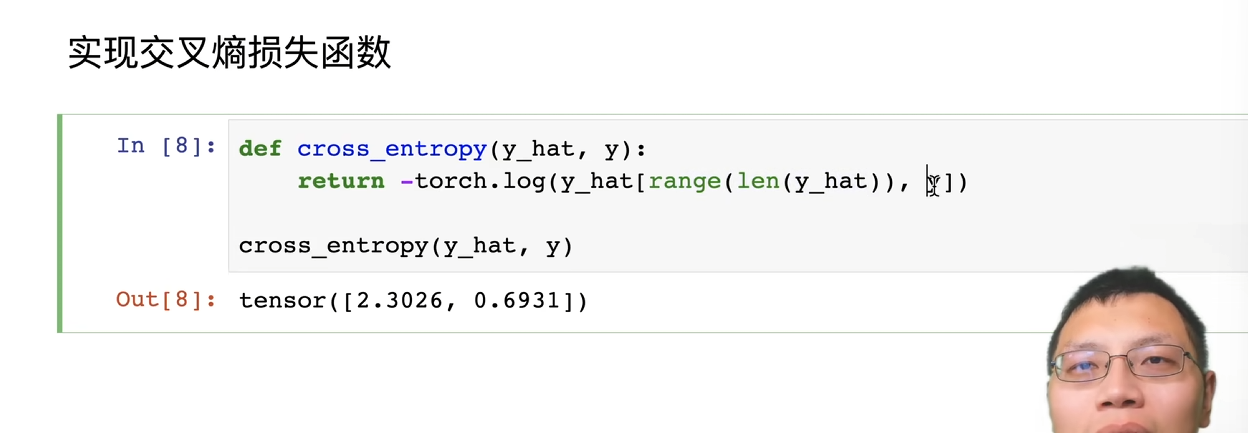 实现交叉熵损失函数
In [8]: def cross_entropy(y_hat, y):
    return -torch.log(y_hat[range(len(y_hat)), y])
cross_entropy(y_hat, y)
Out[8]: tensor([2.3026, 0.6931])